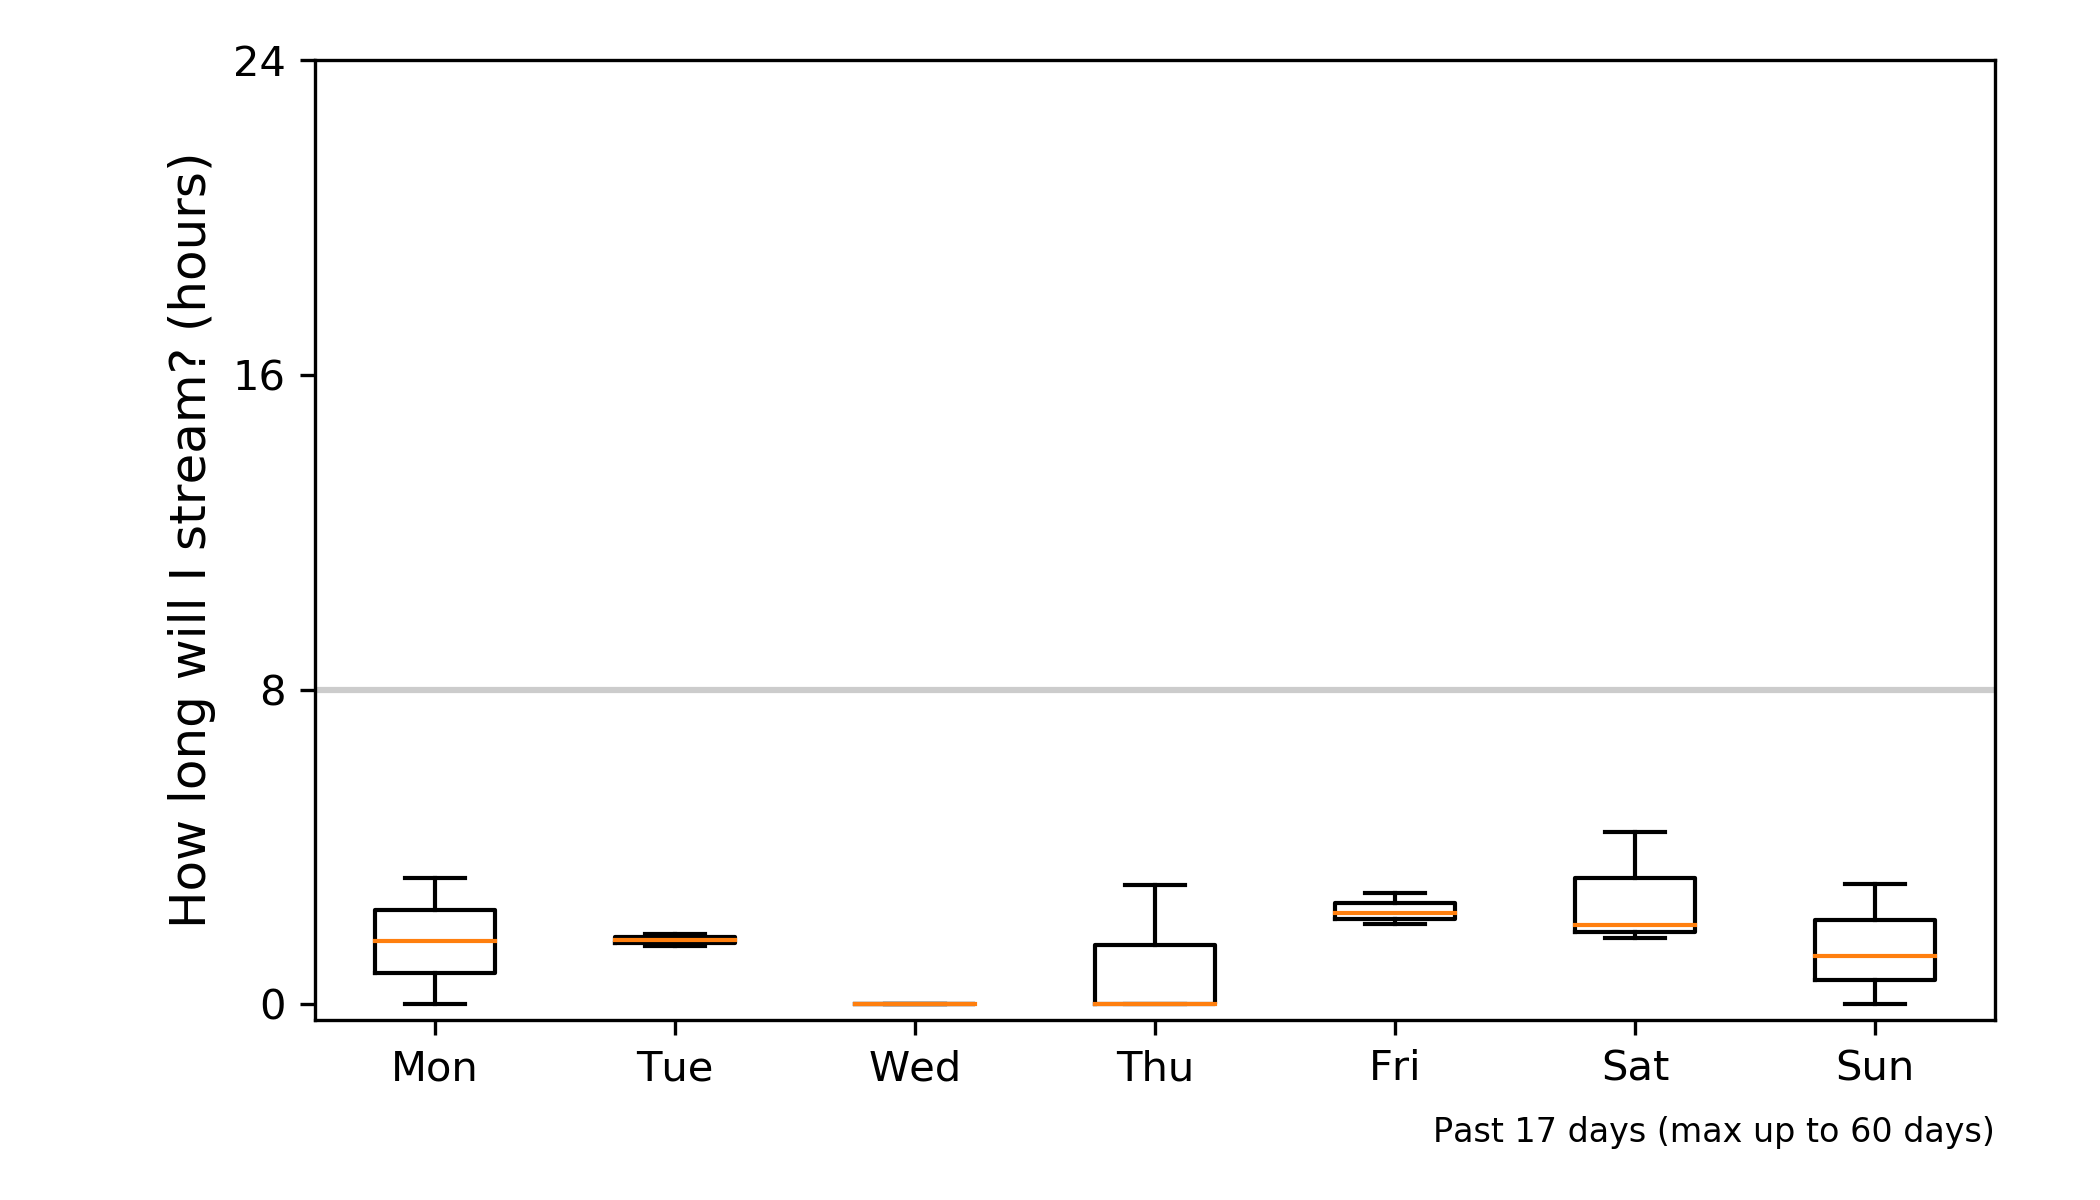 How long will I stream? (hours)
24
16
8
0
Mon Tue Wed Thu Fri Sat Sun
Past 17 days (max up to 60 days)